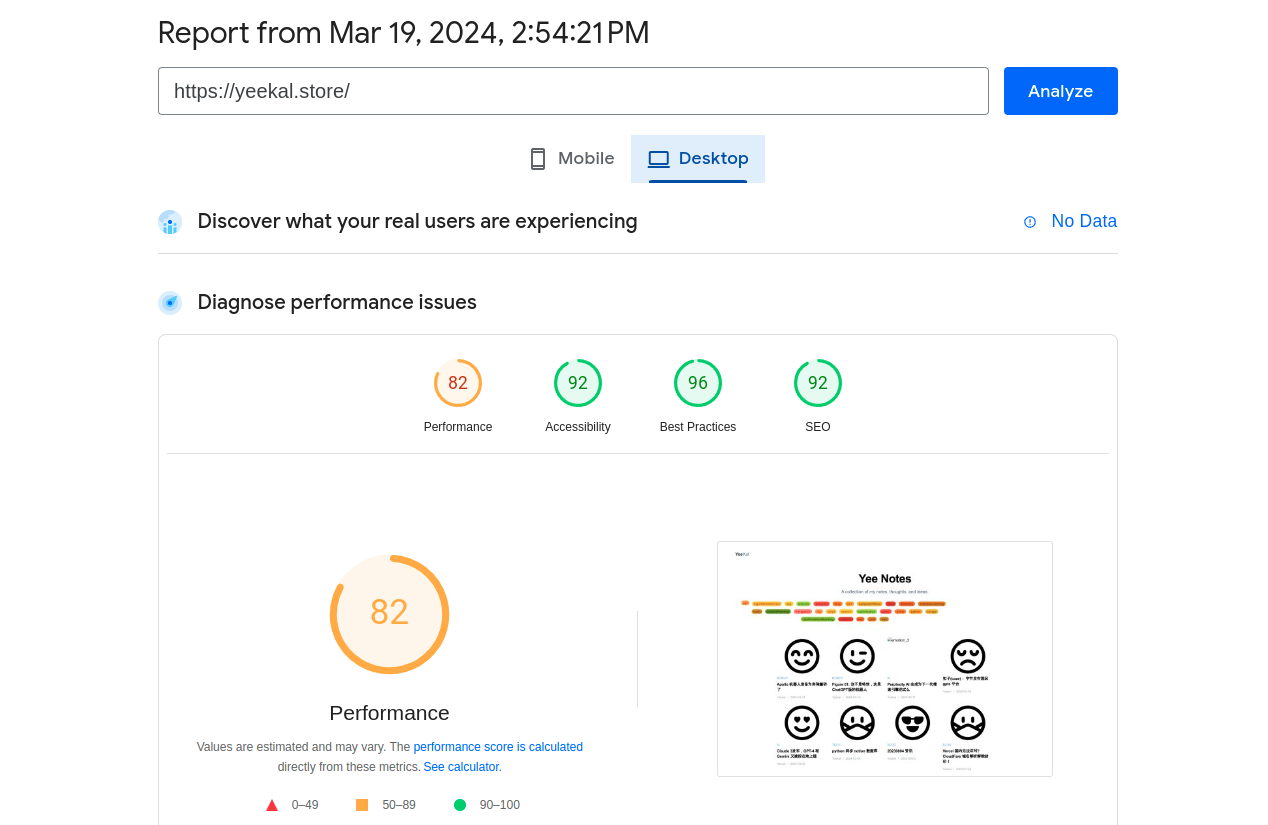 Report from Mar 19, 2024, 2:54:21 PM
https://yeekal.store/
Analyze
Mobile
Desktop
Discover what your real users are experiencing
No Data
Diagnose performance issues
82
92
96
92
Performance
Accessibility
Best Practices
SEO
82
Performance
Values are estimated and may vary. The performance score is calculated
directly from these metrics. See calculator.
0–49
50–89
90–100
Yee Notes
A collection of my notes, thoughts, and ideas.